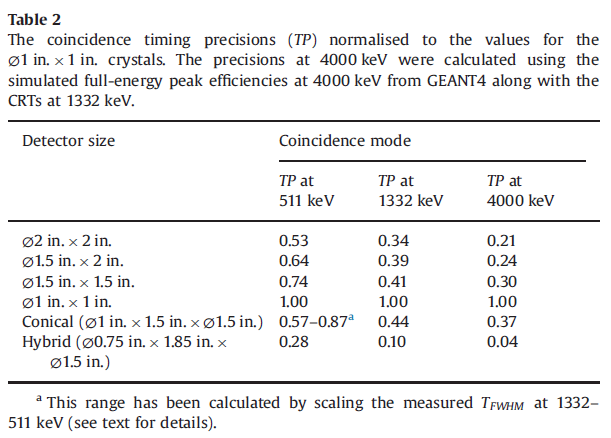 Table 2
The coincidence timing precisions (TP) normalised to the values for the
∅1 in. × 1 in. crystals. The precisions at 4000 keV were calculated using the
simulated full-energy peak efficiencies at 4000 keV from GEANT4 along with the
CRTs at 1332 keV.
Detector size Coincidence mode
TP at TP at TP at
511 keV 1332 keV 4000 keV
∅2 in. × 2 in. 0.53 0.34 0.21
∅1.5 in. × 2 in. 0.64 0.39 0.24
∅1.5 in. × 1.5 in. 0.74 0.41 0.30
∅1 in. × 1 in. 1.00 1.00 1.00
Conical (∅1 in. × 1.5 in. × ∅1.5 in.) 0.57–0.87a 0.44 0.37
Hybrid (∅0.75 in. × 1.85 in. × 0.28 0.10 0.04
∅1.5 in.)
a This range has been calculated by scaling the measured TFWHM at 1332–
511 keV (see text for details).